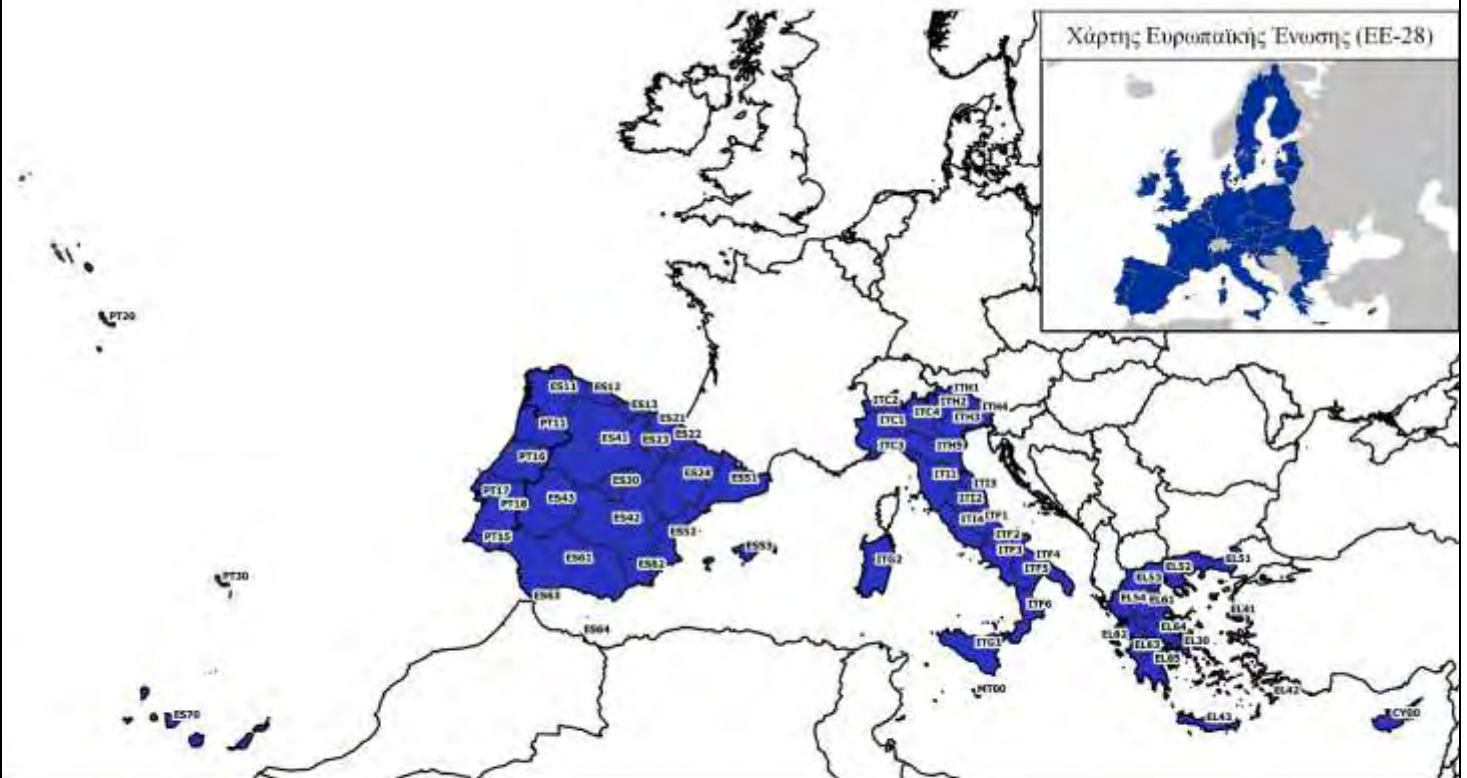 Χάρτης Ευρωπαϊκής Ένωσης (ΕΕ-28)
PT20
ES11
ES12
ES13
ES21
ES22
PT11
ES41
ES23
PT16
ES24
ES51
ES30
PT17
ES43
PT18
ES42
PT15
ES52
ES53
ES61
ES62
PT30
ES63
ES64
ES70
ITH1
ITC2
ITH2
ITH4
ITC4
ITC1
ITH3
ITC3
ITH5
ITI1
ITI3
ITI2
ITI4
ITF1
ITF2
ITF3
ITF4
ITG2
ITF5
ITF6
ITG1
MT00
EL51
EL52
EL53
EL54
EL61
EL41
EL64
EL62
EL30
EL63
EL65
EL42
EL43
CY00